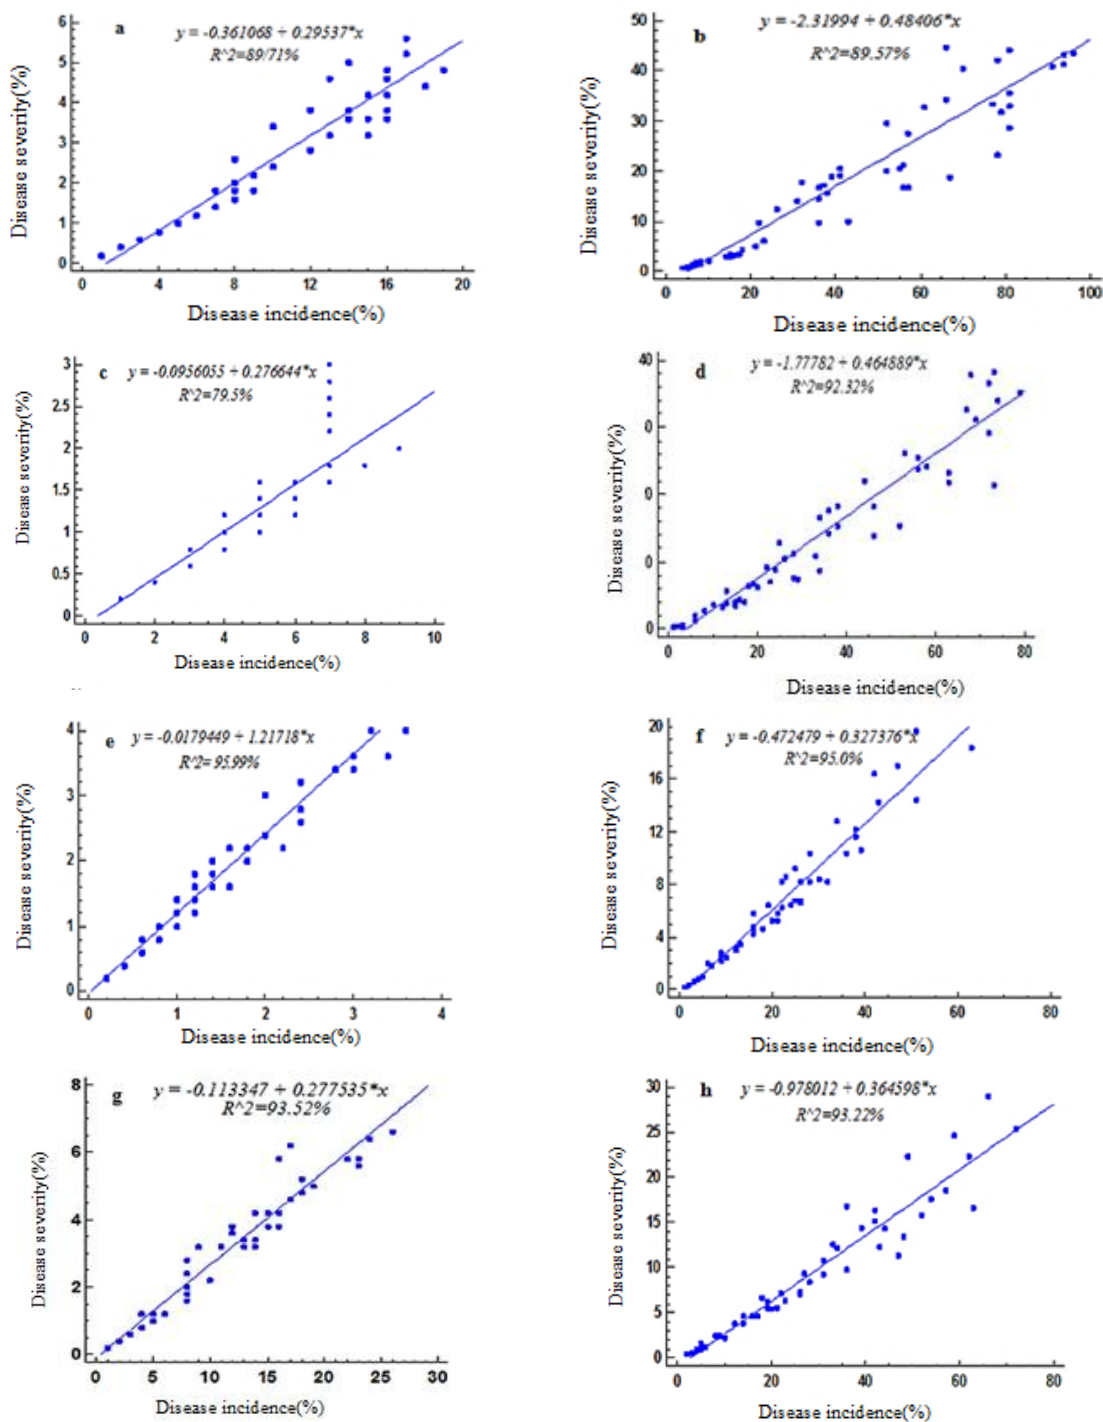 a
y = -0.361068 + 0.29537*x
R^2=89/71%
Disease severity(%)
6
5
4
3
2
1
0
0 4 8 12 16 20
Disease incidence(%)
b
y = -2.31994 + 0.48406*x
R^2=89.57%
Disease severity(%)
50
40
30
20
10
0
0 20 40 60 80 100
Disease incidence(%)
c
y = -0.0956055 + 0.276644*x
R^2=79.5%
Disease severity(%)
3
2.5
2
1.5
1
0.5
0
0 2 4 6 8 10
Disease incidence(%)
d
y = -1.77782 + 0.464889*x
R^2=92.32%
Disease severity(%)
40
0
0
0
0
0 20 40 60 80
Disease incidence(%)
e
y = -0.0179449 + 1.21718*x
R^2= 95.99%
Disease severity(%)
4
3
2
1
0
0 1 2 3 4
Disease incidence(%)
f
y = -0.472479 + 0.327376*x
R^2=95.0%
Disease severity(%)
20
16
12
8
4
0
0 20 40 60 80
Disease incidence(%)
g
y = -0.113347 + 0.277535*x
R^2=93.52%
Disease severity(%)
8
6
4
2
0
0 5 10 15 20 25 30
Disease incidence(%)
h
y = -0.978012 + 0.364598*x
R^2=93.22%
Disease severity(%)
30
25
20
15
10
5
0
0 20 40 60 80
Disease incidence(%)